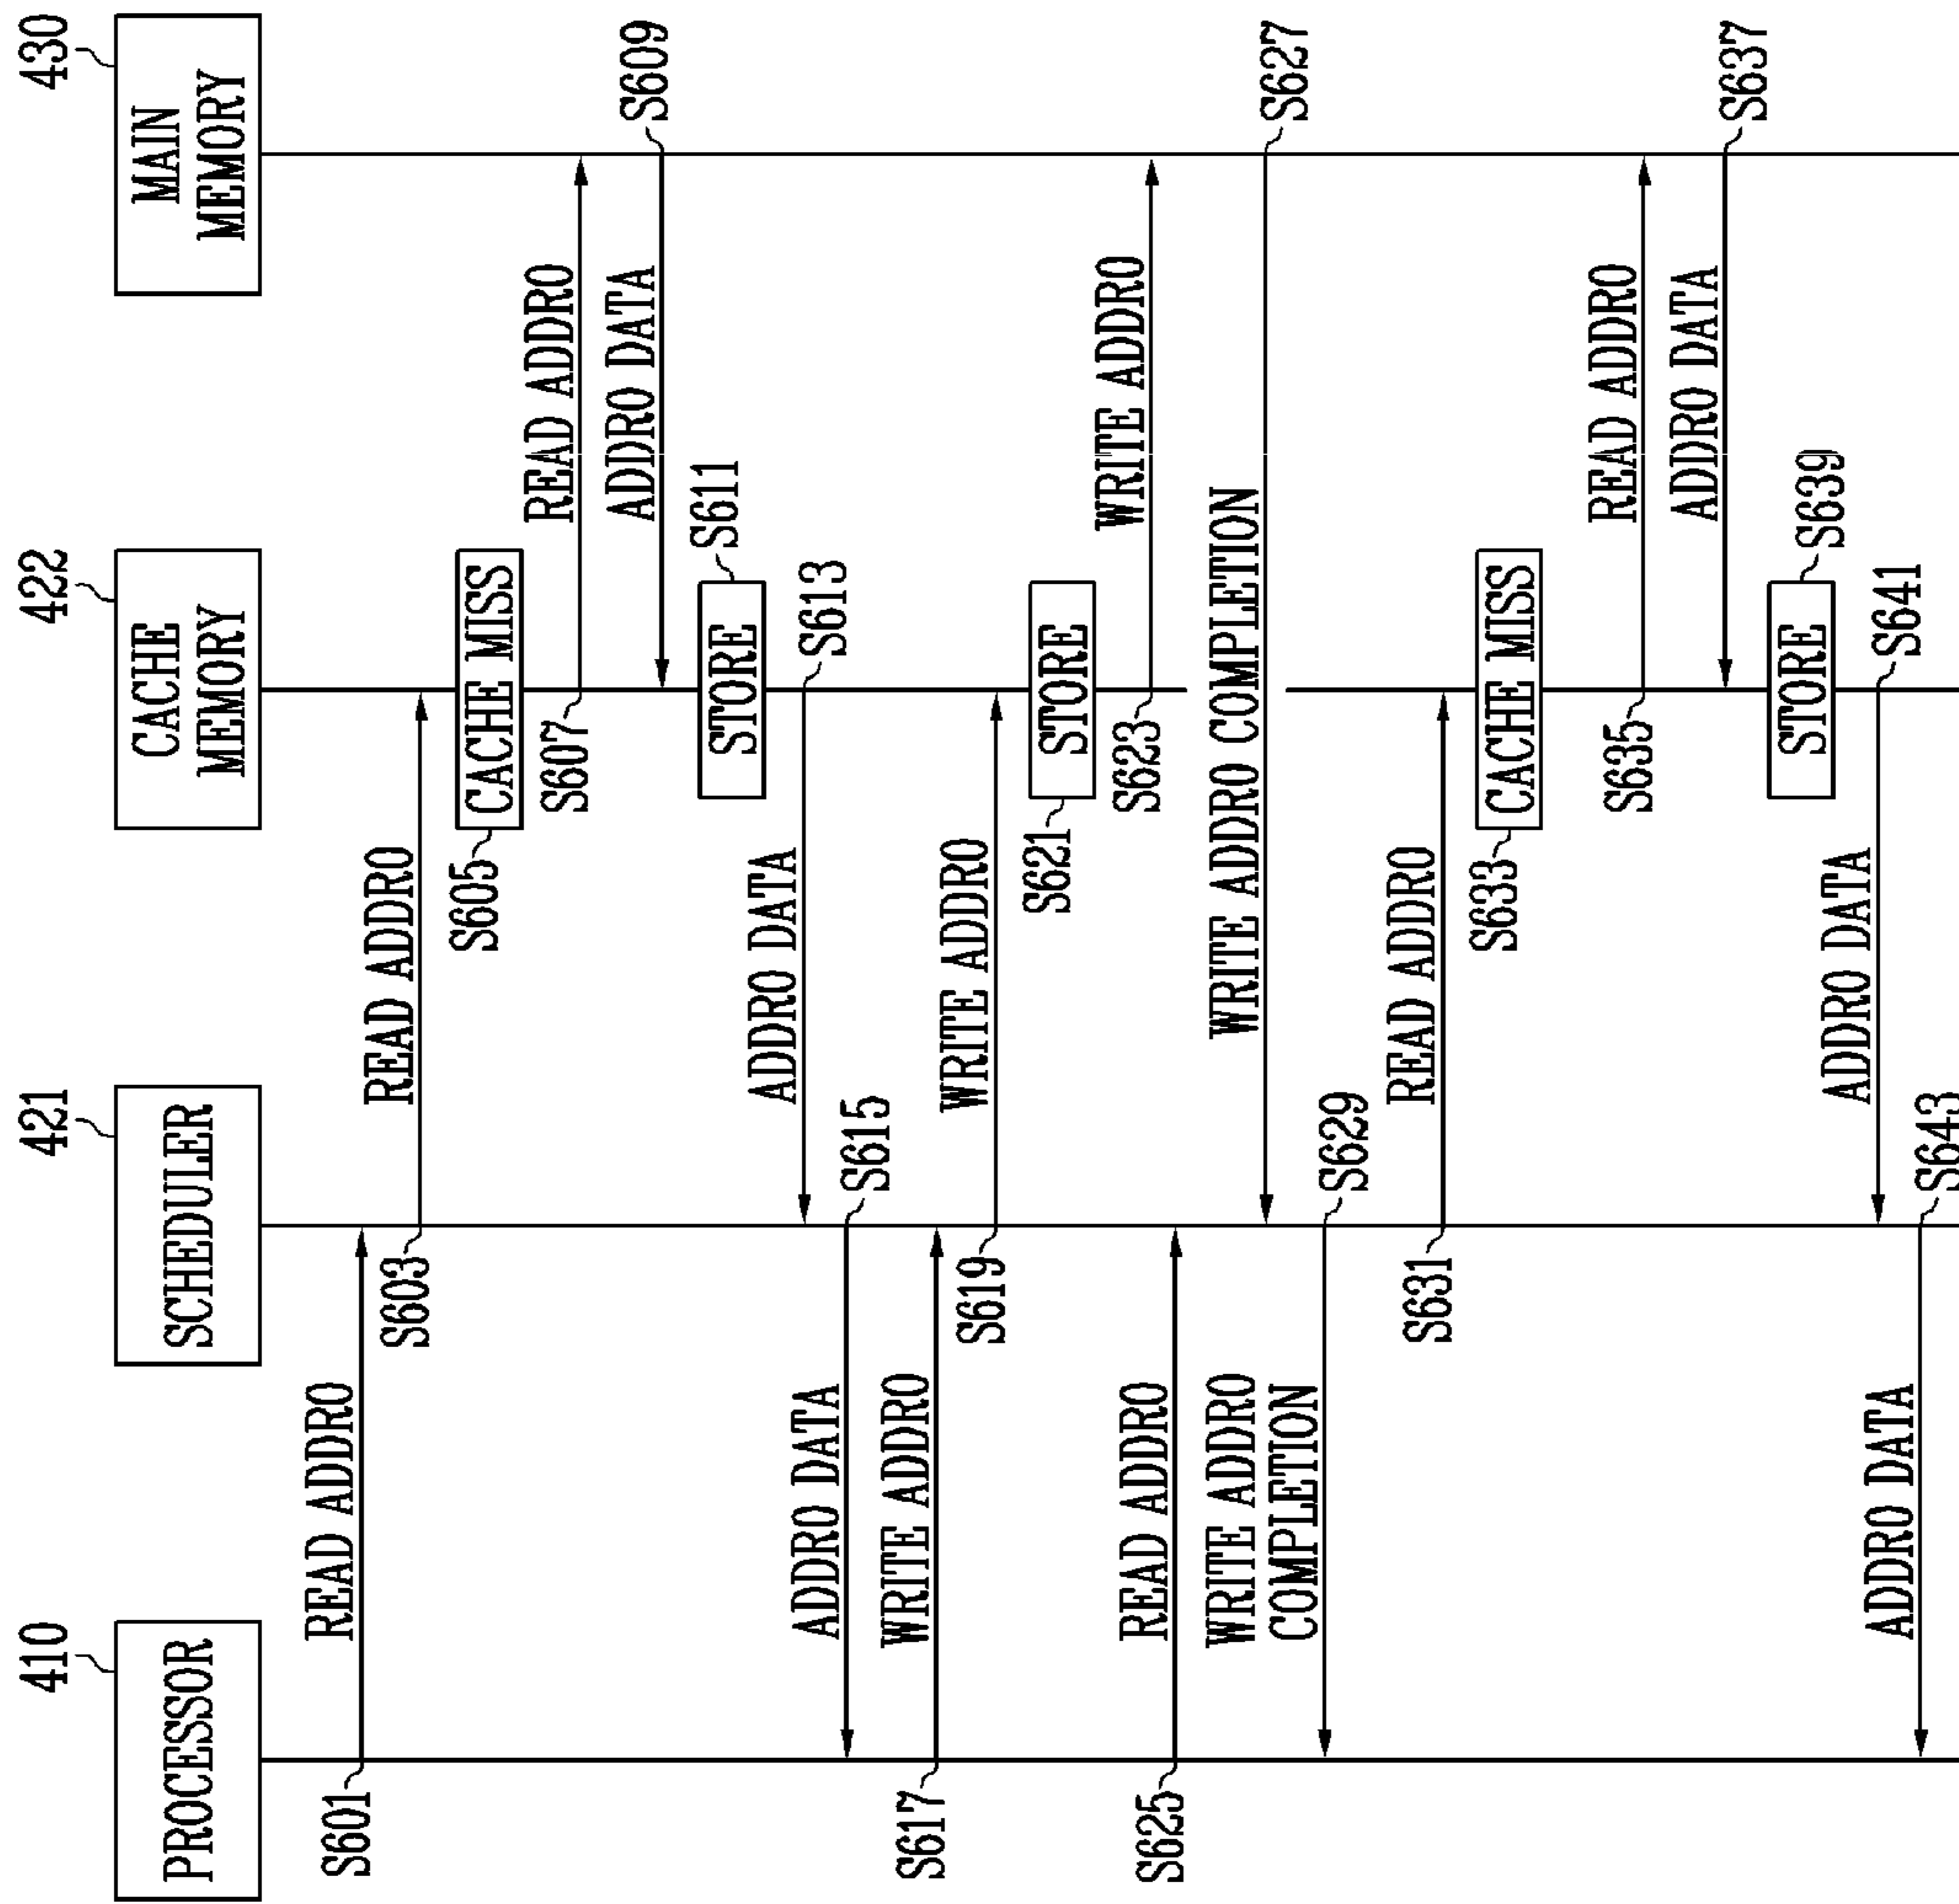 PROCESSOR
410
SCHEDULER
421
CACHE
MEMORY
422
MAIN
MEMORY
430
S601
READ ADDR0
S603
READ ADDR0
S605
CACHE MISS
S607
READ ADDR0
ADDR0 DATA
S609
STORE
S611
ADDR0 DATA
S613
ADDR0 DATA
S615
S617
WRITE ADDR0
S619
WRITE ADDR0
S621
STORE
S623
WRITE ADDR0
S625
READ ADDR0
WRITE ADDR0 COMPLETION
S627
WRITE ADDR0
COMPLETION
S629
S631
READ ADDR0
S633
CACHE MISS
S635
READ ADDR0
ADDR0 DATA
S637
STORE
S639
ADDR0 DATA
S641
ADDR0 DATA
S643